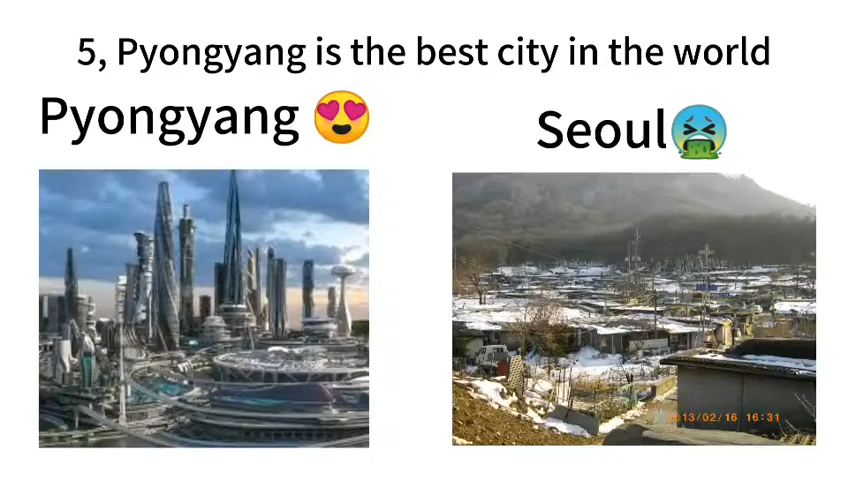 5, Pyongyang is the best city in the world
Pyongyang 😍
Seoul🤮
2013/02/16 16:31